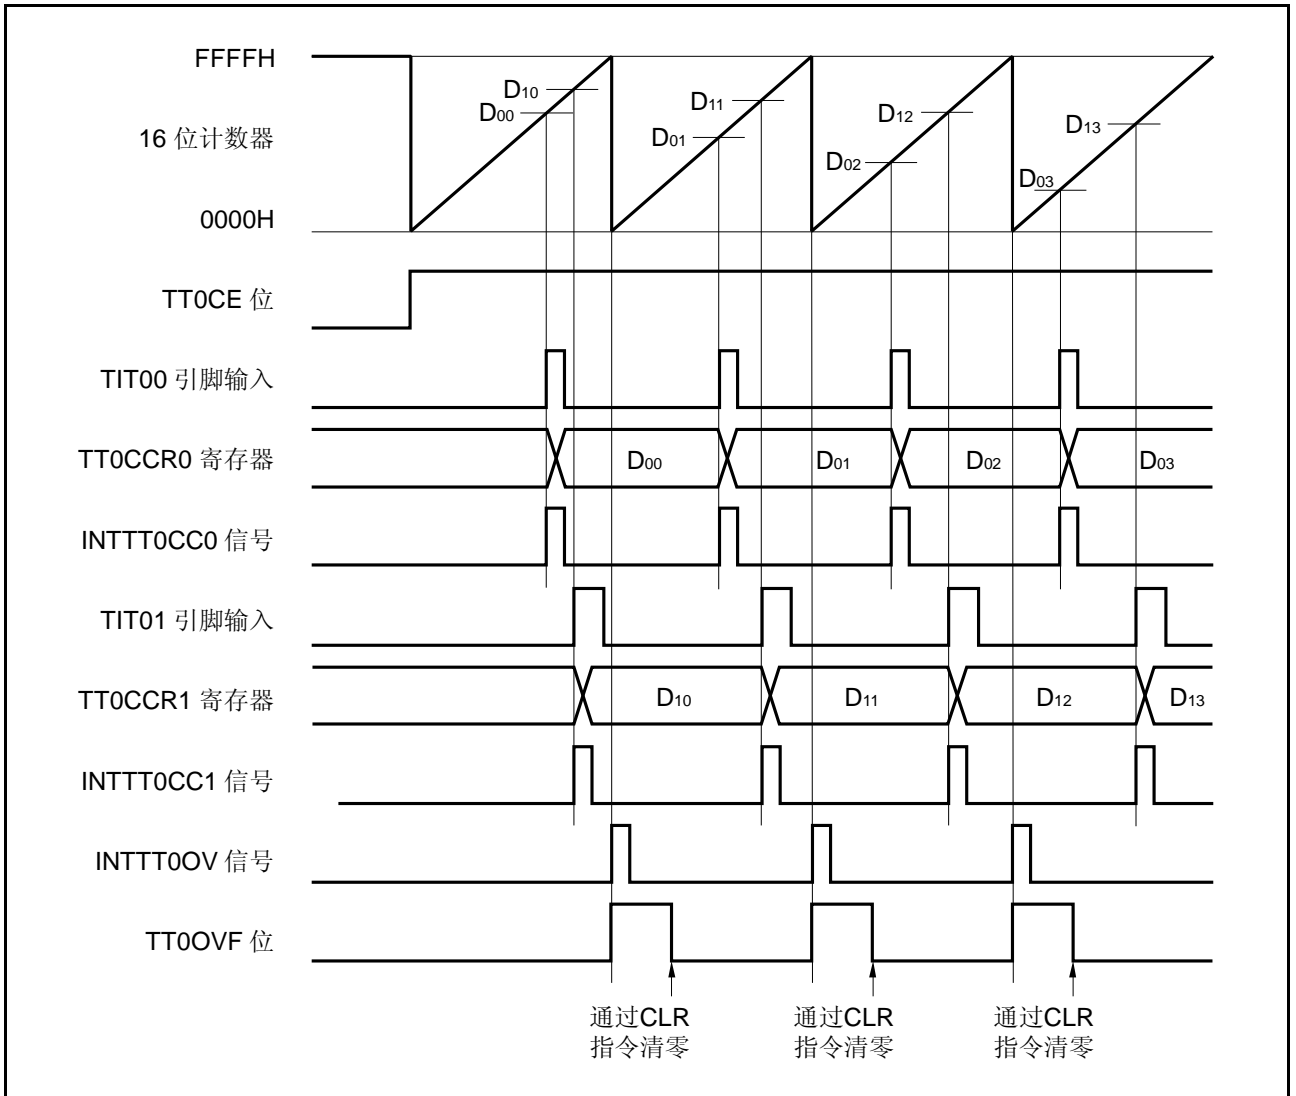 FFFFH
D10
D00
D11
D01
D12
D02
D13
D03
16 位计数器
0000H
TT0CE 位
TIT00 引脚输入
TT0CCR0 寄存器
D00
D01
D02
D03
INTTT0CC0 信号
TIT01 引脚输入
TT0CCR1 寄存器
D10
D11
D12
D13
INTTT0CC1 信号
INTTT0OV 信号
TT0OVF 位
通过CLR
指令清零
通过CLR
指令清零
通过CLR
指令清零